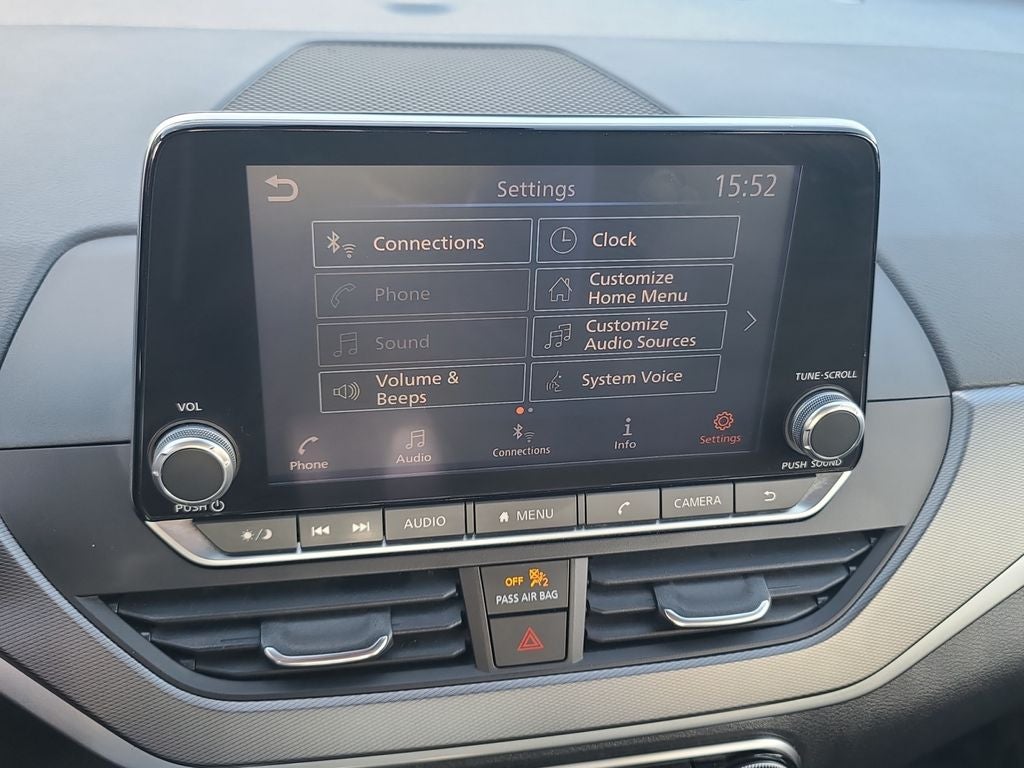 Settings
15:52
Connections
Clock
Phone
Customize
Home Menu
Sound
Customize
Audio Sources
Volume &
Beeps
System Voice
Phone
Audio
Connections
Info
Settings
VOL
PUSH
TUNE·SCROLL
PUSH SOUND
AUDIO
MENU
CAMERA
OFF 2
PASS AIR BAG